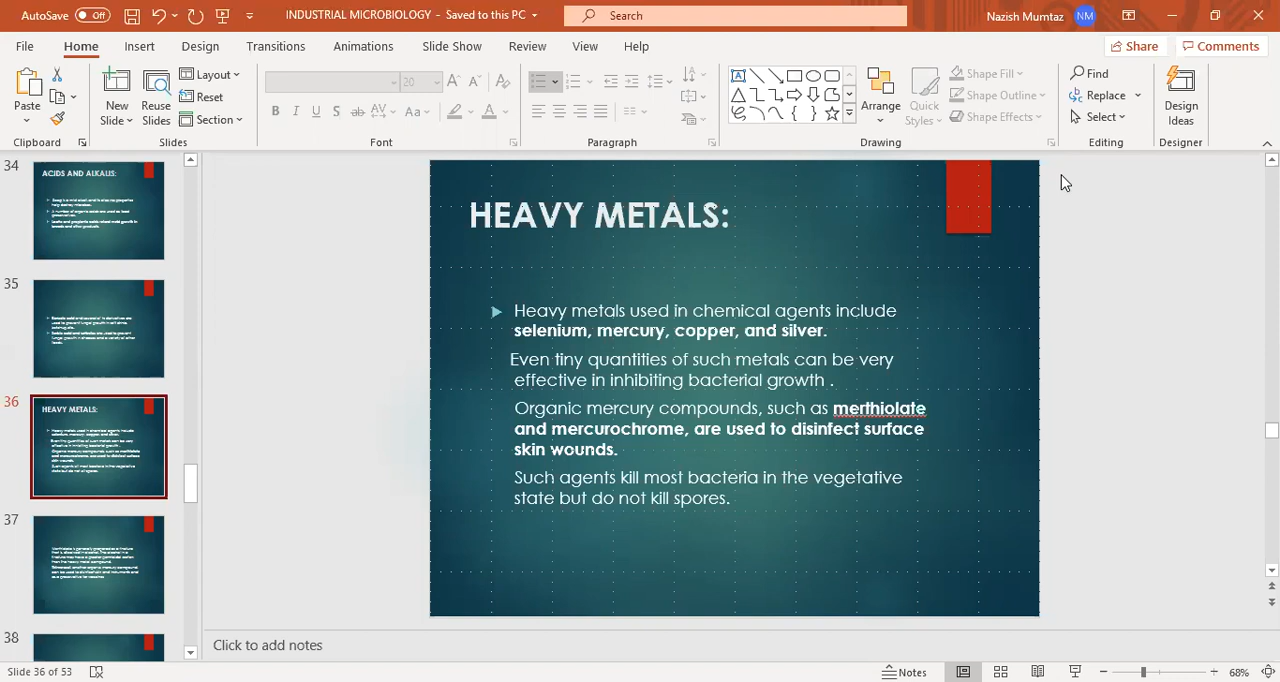 AutoSave Off INDUSTRIAL MICROBIOLOGY - Saved to this PC Search Nazish Mumtaz NM
File Home Insert Design Transitions Animations Slide Show Review View Help Share Comments
Paste New Slide Reuse Slides Layout Reset Section
20
Arrange Quick Styles Shape Fill Shape Outline Shape Effects
Find Replace Select Design Ideas
Clipboard Slides Font Paragraph Drawing Editing Designer
34
ACIDS AND ALKALIS:
35
36
HEAVY METALS:
37
38
HEAVY METALS:
Heavy metals used in chemical agents include
selenium, mercury, copper, and silver.
Even tiny quantities of such metals can be very
effective in inhibiting bacterial growth .
Organic mercury compounds, such as merthiolate
and mercurochrome, are used to disinfect surface
skin wounds.
Such agents kill most bacteria in the vegetative
state but do not kill spores.
Click to add notes
Slide 36 of 53 Notes 68%